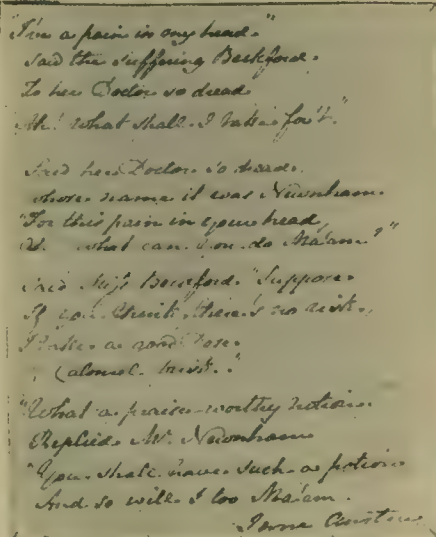 "I've a pain in my head"
Said the suffering Beckford
To her Doctor so dread
"Ah! what shall I take for't."
Said her Doctor so dread
whose name it was Newnham
"For this pain in your head,
Ah what can you do Ma'am?"
Said Miss Beckford. "Suppose
If you think there's no risk,
I take a good Dose
Calomel brisk."
"What a praise-worthy notion
Replied Mr. Newnham
"You shall have such a potion
And so will I too Ma'am.
Jane Austen